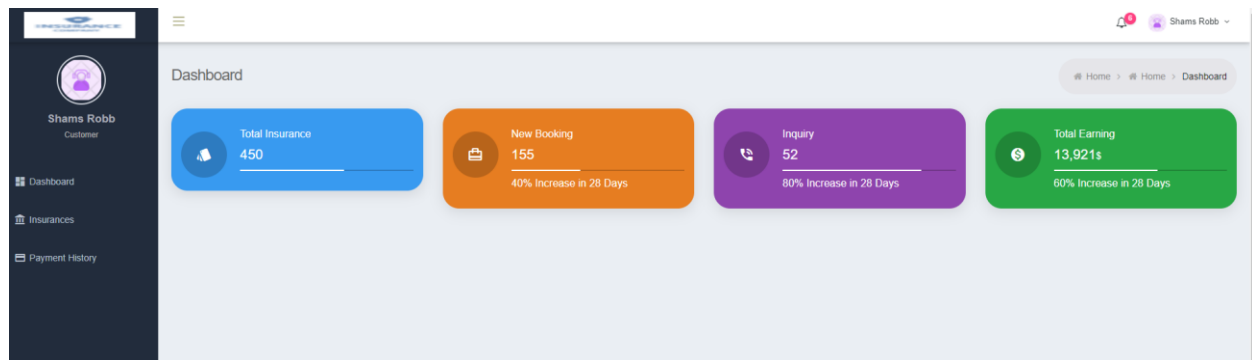 INSURANCE
6
Shams Robb
Shams Robb
Customer
Dashboard
Insurances
Payment History
Dashboard
Home > Home > Dashboard
Total Insurance
450
New Booking
155
40% Increase in 28 Days
Inquiry
52
80% Increase in 28 Days
Total Earning
13,921$
60% Increase in 28 Days